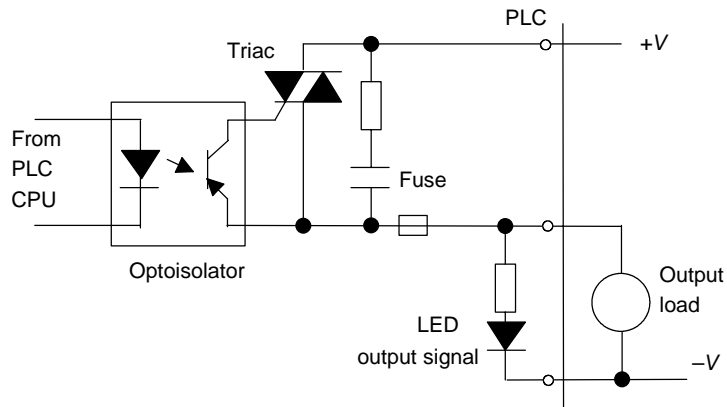 PLC
+V
Triac
From
PLC
CPU
Fuse
Optoisolator
Output
load
LED
output signal
–V